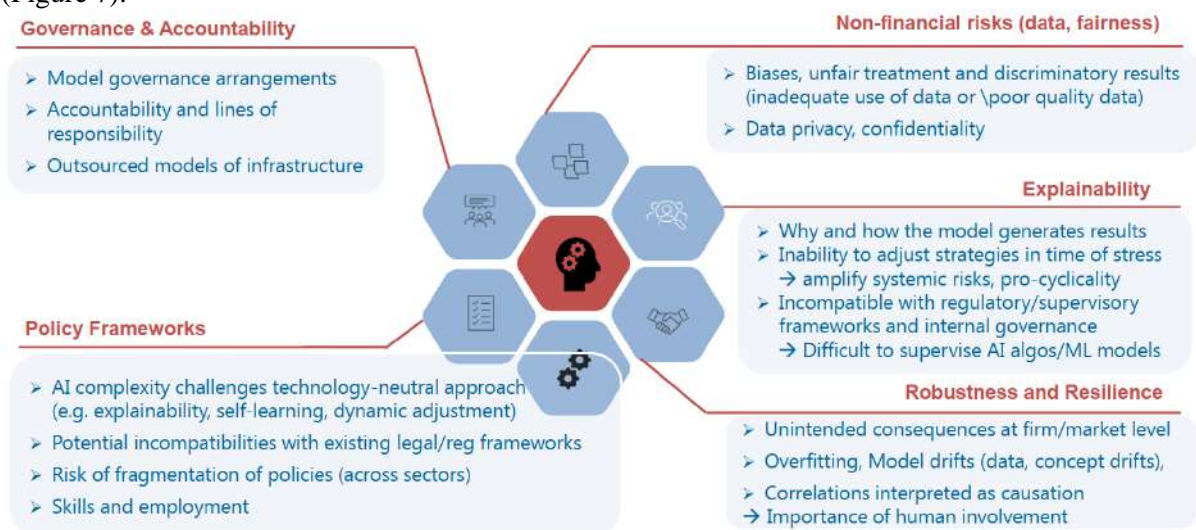 (Figure 7).
Governance & Accountability
➢ Model governance arrangements
➢ Accountability and lines of
responsibility
➢ Outsourced models of infrastructure
Non-financial risks (data, fairness)
➢ Biases, unfair treatment and discriminatory results
(inadequate use of data or \poor quality data)
➢ Data privacy, confidentiality
Explainability
➢ Why and how the model generates results
➢ Inability to adjust strategies in time of stress
→ amplify systemic risks, pro-cyclicality
➢ Incompatible with regulatory/supervisory
frameworks and internal governance
→ Difficult to supervise AI algos/ML models
Policy Frameworks
➢ AI complexity challenges technology-neutral approach
(e.g. explainability, self-learning, dynamic adjustment)
➢ Potential incompatibilities with existing legal/reg frameworks
➢ Risk of fragmentation of policies (across sectors)
➢ Skills and employment
Robustness and Resilience
➢ Unintended consequences at firm/market level
➢ Overfitting, Model drifts (data, concept drifts),
➢ Correlations interpreted as causation
→ Importance of human involvement